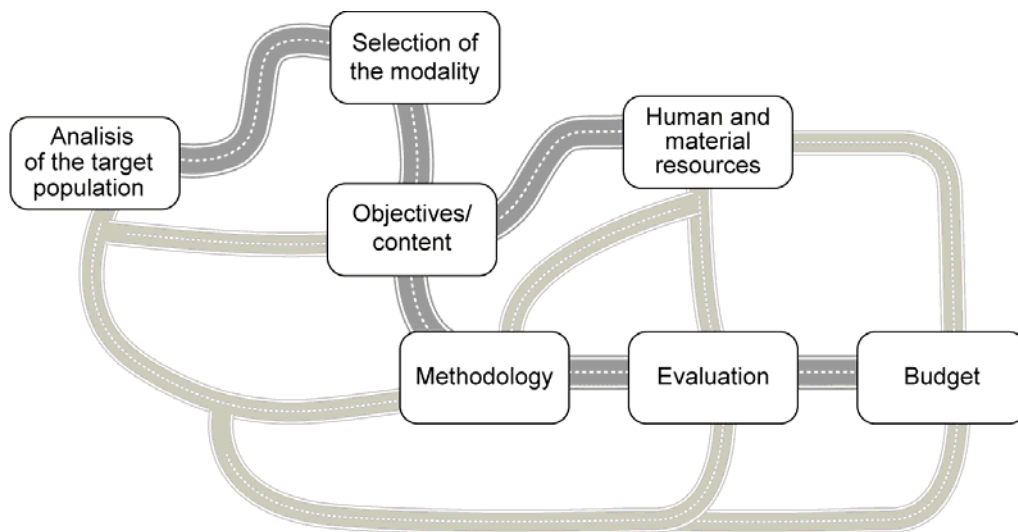 Selection of
the modality
Analisis
of the target
population
Human and
material
resources
Objectives/
content
Methodology
Evaluation
Budget